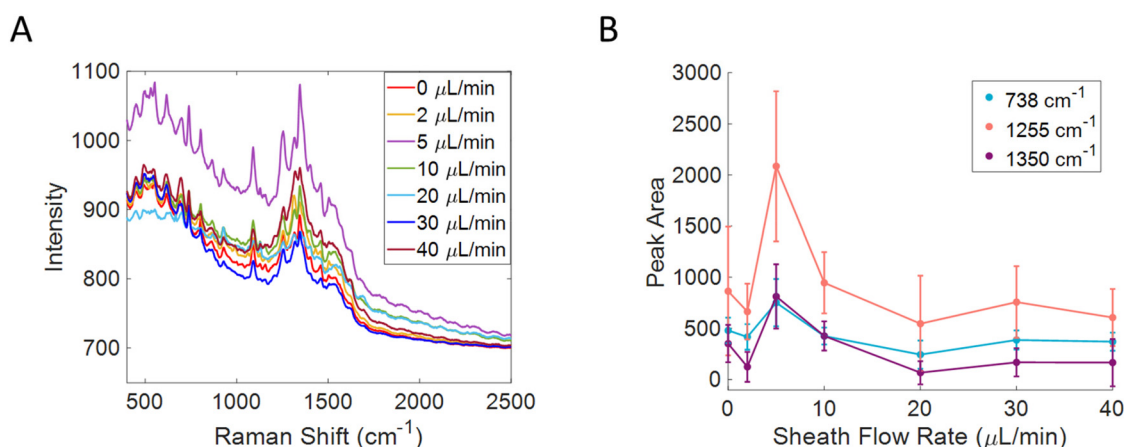 A
1100
1000
900
800
700
Intensity
500 1000 1500 2000 2500
Raman Shift (cm⁻¹)
0 μL/min
2 μL/min
5 μL/min
10 μL/min
20 μL/min
30 μL/min
40 μL/min
B
3000
2500
2000
1500
1000
500
0
Peak Area
0 10 20 30 40
Sheath Flow Rate (μL/min)
738 cm⁻¹
1255 cm⁻¹
1350 cm⁻¹